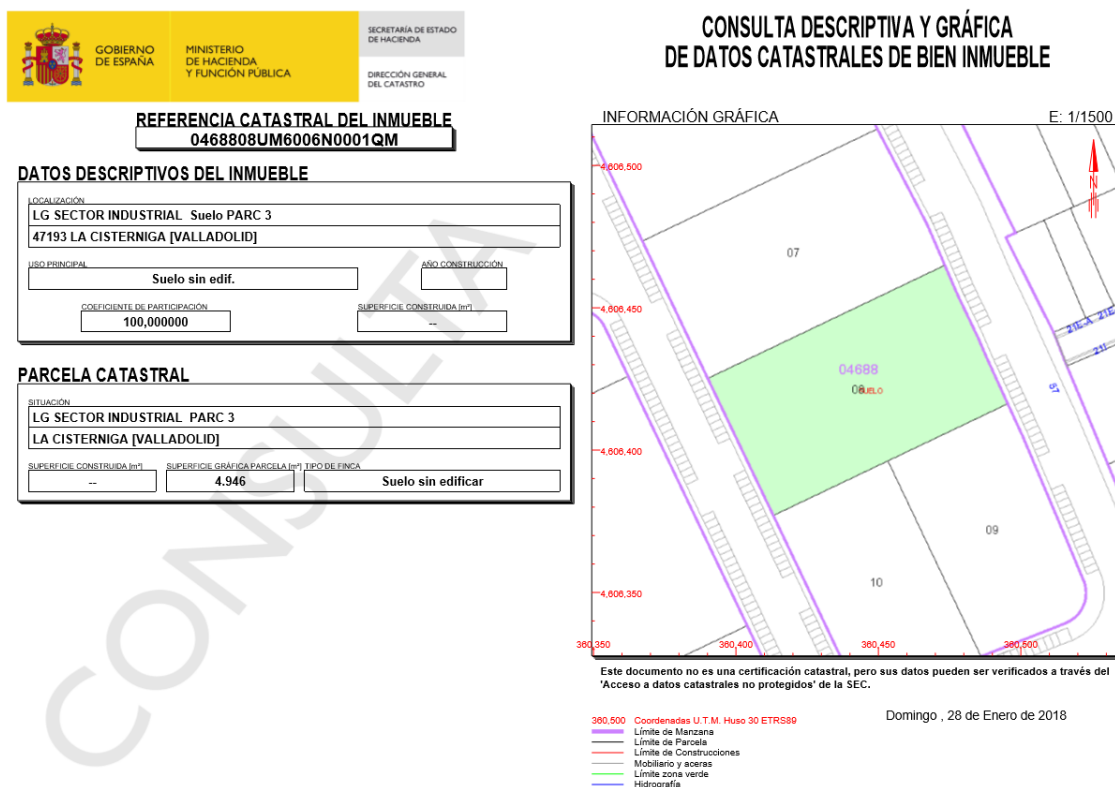 GOBIERNO
DE ESPAÑA
MINISTERIO
DE HACIENDA
Y FUNCIÓN PÚBLICA
SECRETARÍA DE ESTADO
DE HACIENDA
DIRECCIÓN GENERAL
DEL CATASTRO
CONSULTA DESCRIPTIVA Y GRÁFICA
DE DATOS CATASTRALES DE BIEN INMUEBLE
REFERENCIA CATASTRAL DEL INMUEBLE
0468808UM6006N0001QM
DATOS DESCRIPTIVOS DEL INMUEBLE
LOCALIZACIÓN
LG SECTOR INDUSTRIAL Suelo PARC 3
47193 LA CISTERNIGA [VALLADOLID]
USO PRINCIPAL
Suelo sin edif.
AÑO CONSTRUCCIÓN
COEFICIENTE DE PARTICIPACIÓN
100,000000
SUPERFICIE CONSTRUIDA [m²]
--
PARCELA CATASTRAL
SITUACIÓN
LG SECTOR INDUSTRIAL PARC 3
LA CISTERNIGA [VALLADOLID]
SUPERFICIE CONSTRUIDA [m²]
--
SUPERFICIE GRÁFICA PARCELA [m²]
4.946
TIPO DE FINCA
Suelo sin edificar
CONSULTA
INFORMACIÓN GRÁFICA
E: 1/1500
4,606,500
N
07
4,606,450
21E.A
21E
21I
04688
08
SUELO
57
4,606,400
09
10
4,606,350
360,350
360,400
360,450
360,500
Este documento no es una certificación catastral, pero sus datos pueden ser verificados a través del
'Acceso a datos catastrales no protegidos' de la SEC.
360,500 Coordenadas U.T.M. Huso 30 ETRS89
Límite de Manzana
Límite de Parcela
Límite de Construcciones
Mobiliario y aceras
Límite zona verde
Hidrografía
Domingo , 28 de Enero de 2018